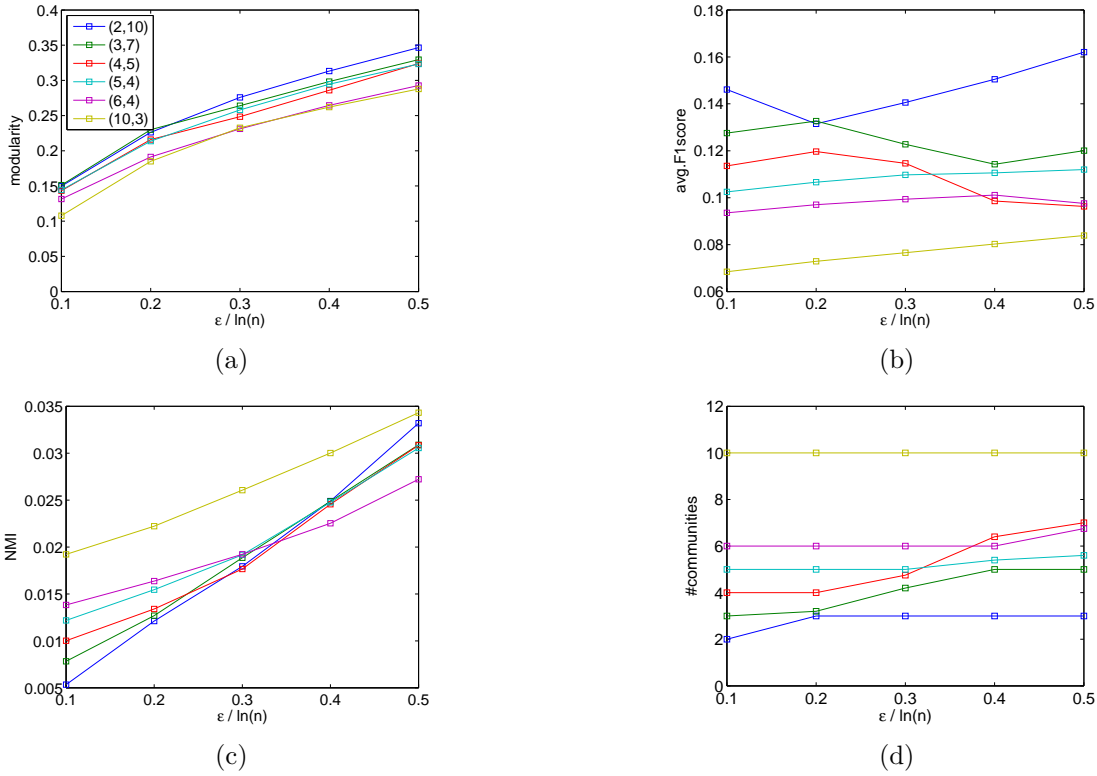 0.4
0.35
0.3
0.25
0.2
0.15
0.1
0.05
0
modularity
(2,10)
(3,7)
(4,5)
(5,4)
(6,4)
(10,3)
0.1 0.2 0.3 0.4 0.5
ε / ln(n)
(a)
0.18
0.16
0.14
0.12
0.1
0.08
0.06
avg.F1score
0.1 0.2 0.3 0.4 0.5
ε / ln(n)
(b)
0.035
0.03
0.025
0.02
0.015
0.01
0.005
NMI
0.1 0.2 0.3 0.4 0.5
ε / ln(n)
(c)
12
10
8
6
4
2
0
#communities
0.1 0.2 0.3 0.4 0.5
ε / ln(n)
(d)